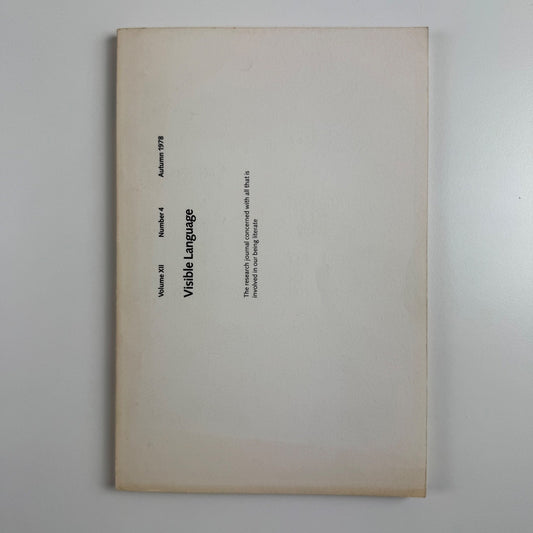 Volume XII Number 4 Autumn 1978
Visible Language
The research journal concerned with all that is
involved in our being literate